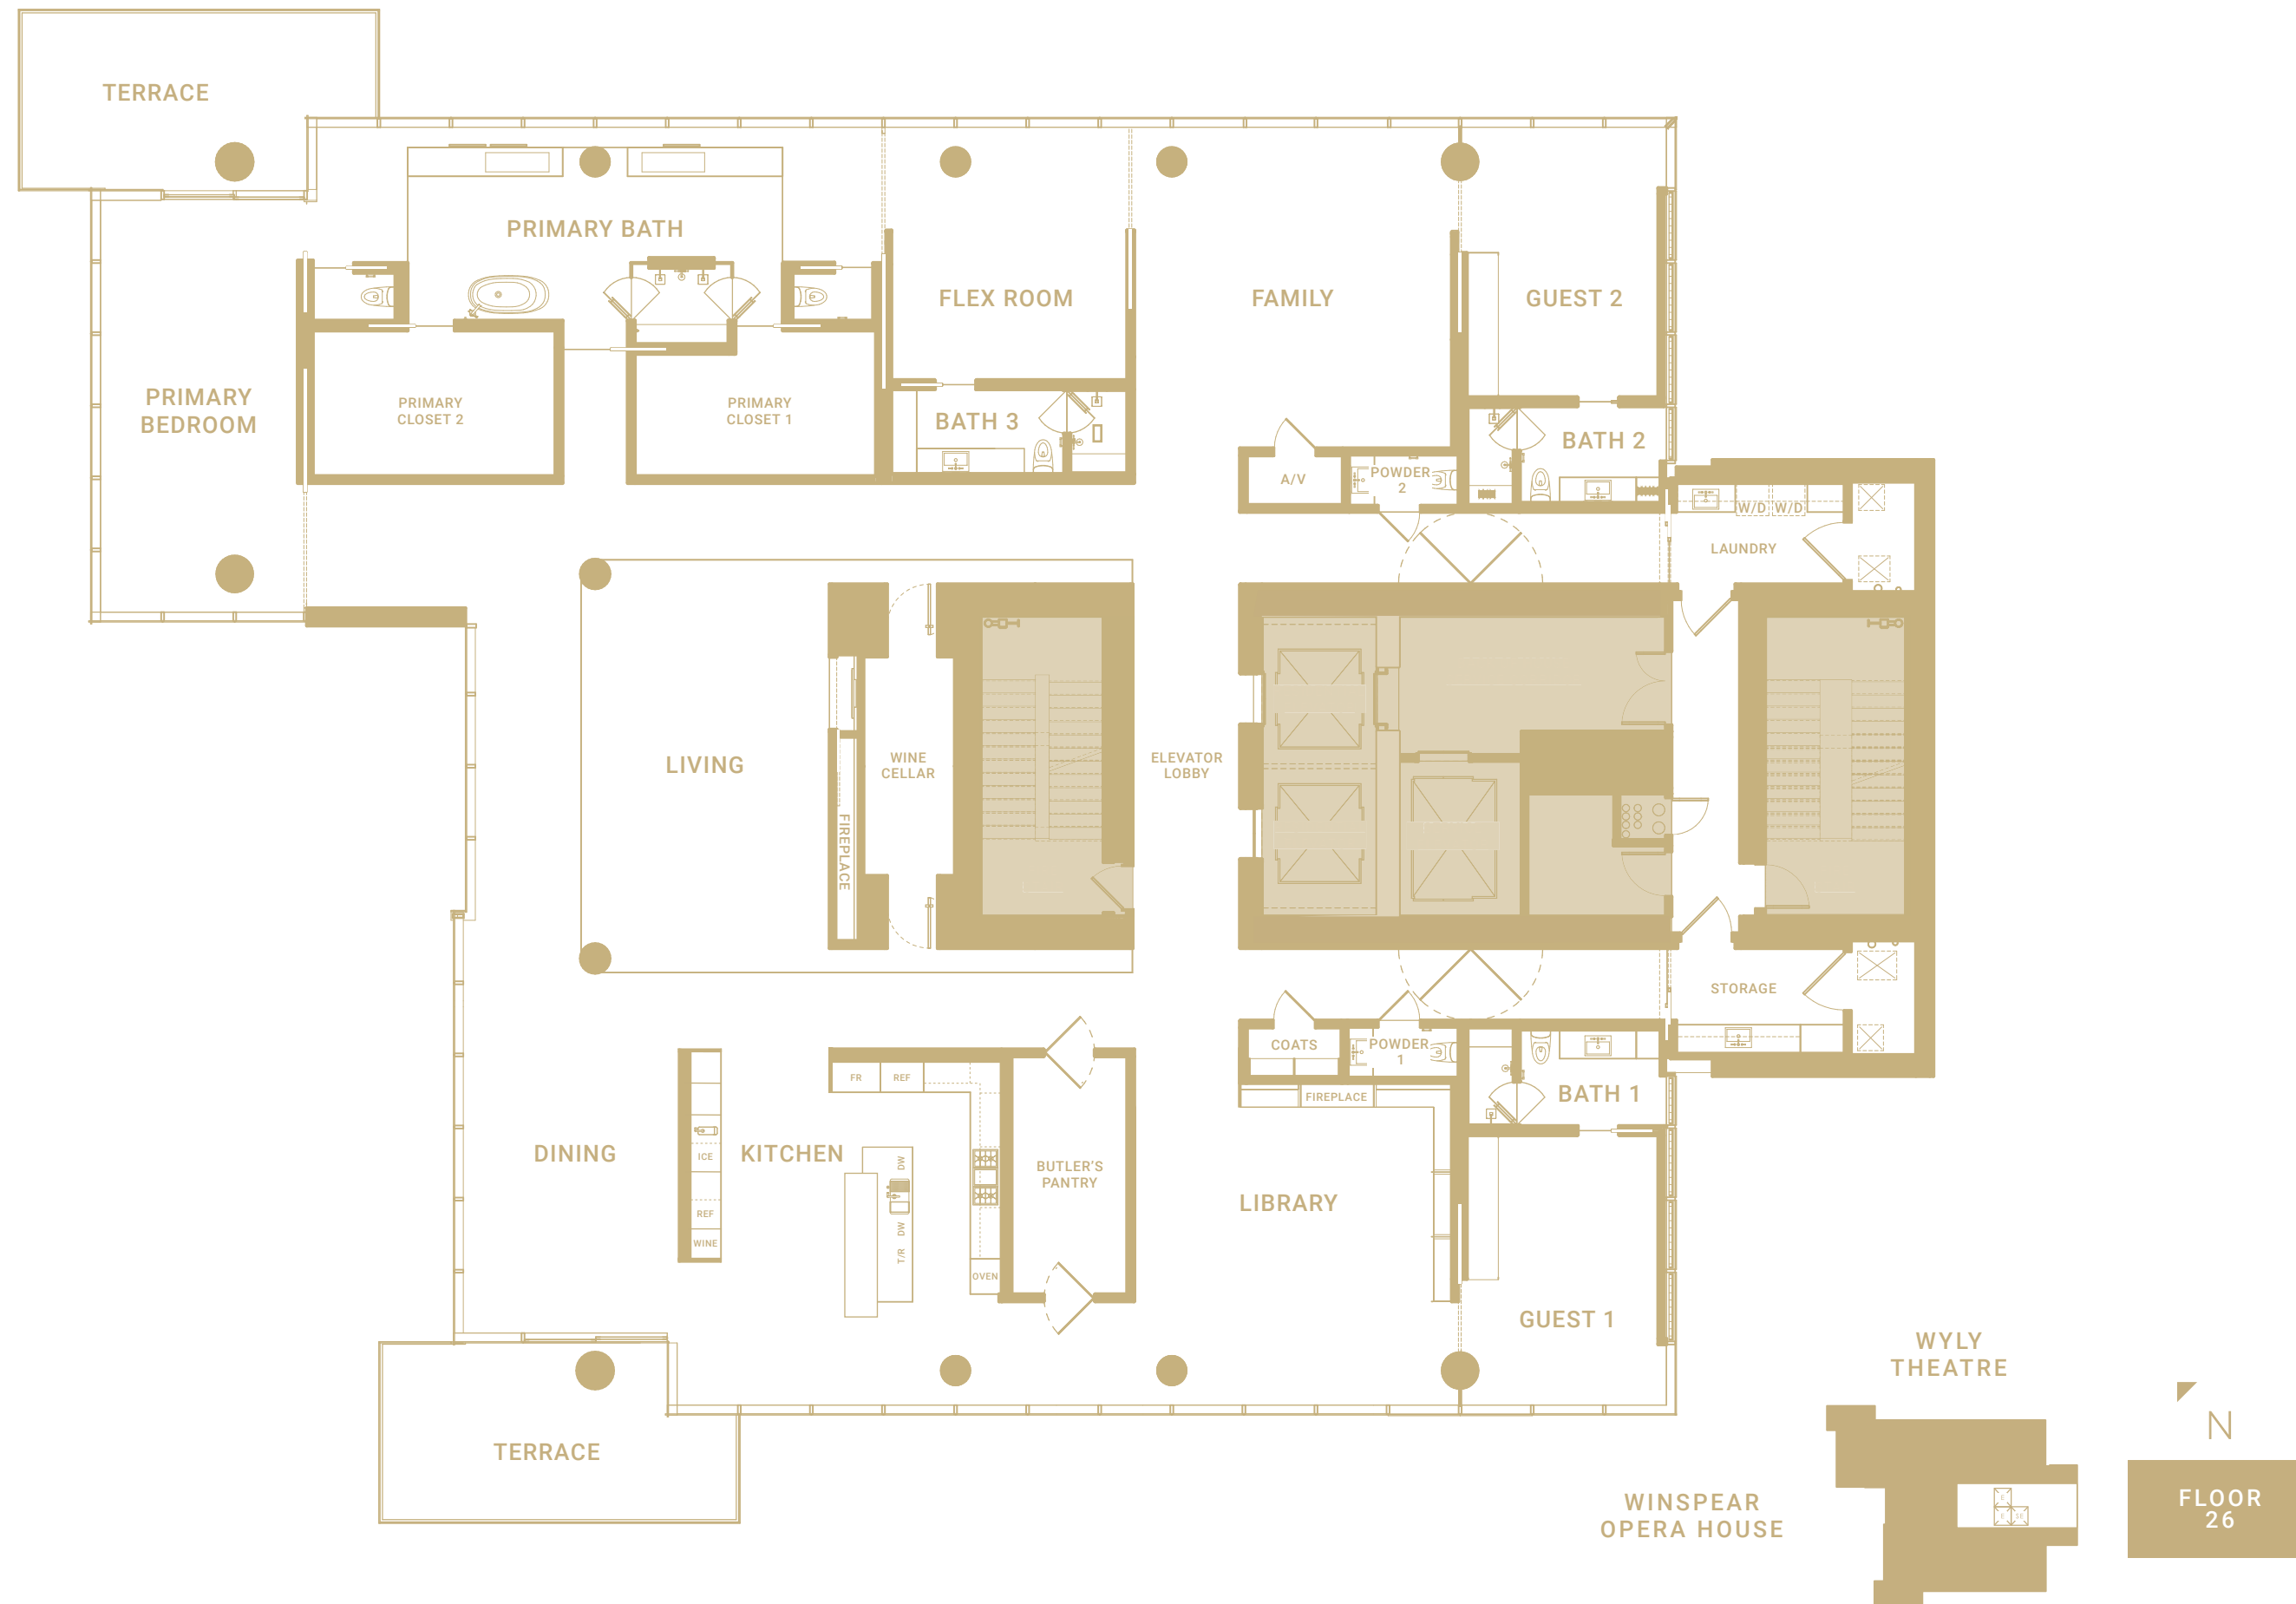 TERRACE
PRIMARY BATH
FLEX ROOM
FAMILY
GUEST 2
PRIMARY
BEDROOM
PRIMARY
CLOSET 2
PRIMARY
CLOSET 1
BATH 3
BATH 2
A/V
POWDER
2
W/D
W/D
LAUNDRY
LIVING
WINE
CELLAR
ELEVATOR
LOBBY
FIREPLACE
STORAGE
COATS
POWDER
1
FR
REF
FIREPLACE
BATH 1
DINING
ICE
KITCHEN
DW
BUTLER'S
PANTRY
LIBRARY
REF
WINE
DW
T/R
OVEN
GUEST 1
TERRACE
WYLY
THEATRE
N
WINSPEAR
OPERA HOUSE
E
E
SE
FLOOR
26